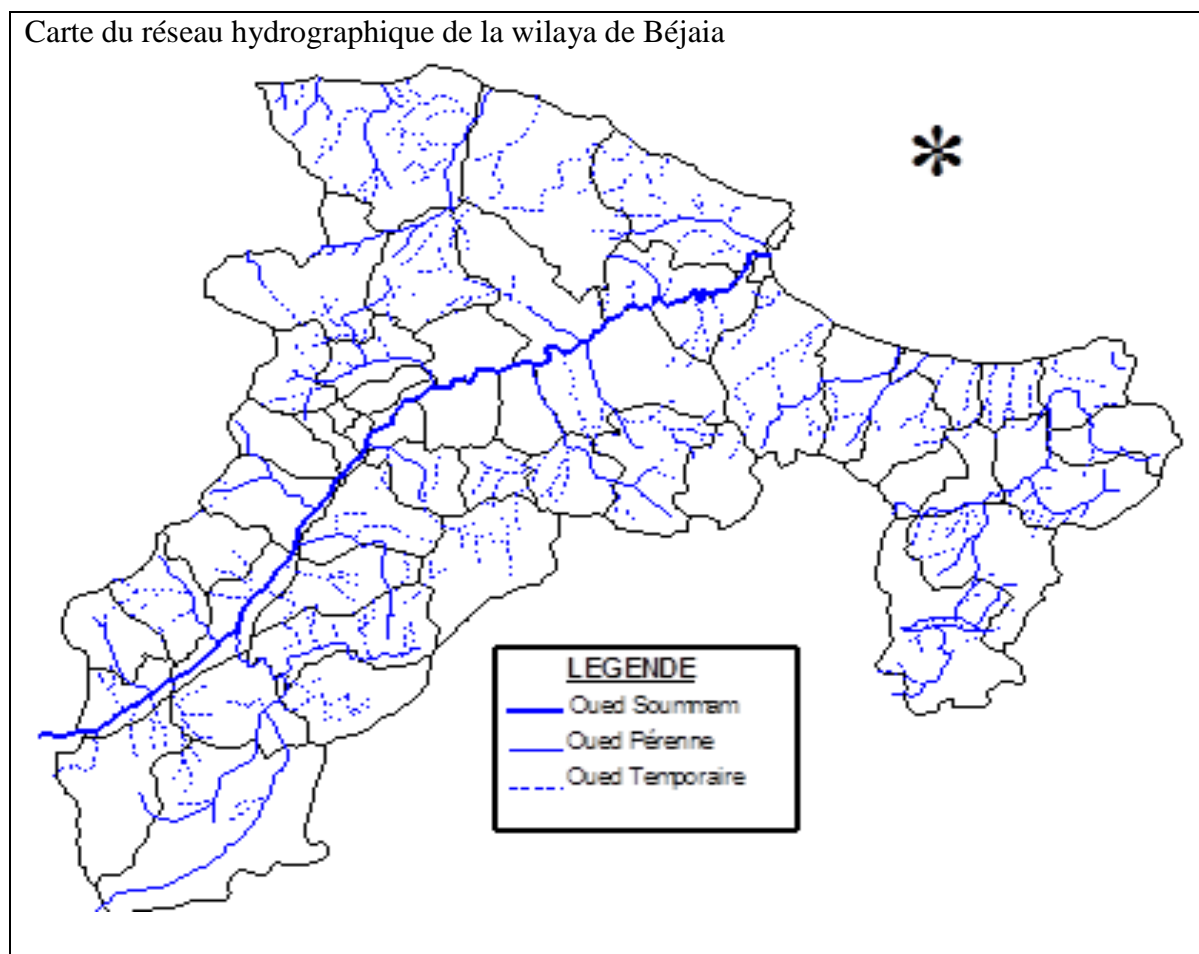 Carte du réseau hydrographique de la wilaya de Béjaia
LEGENDE
Oued Soummam
Oued Pérenne
Oued Temporaire